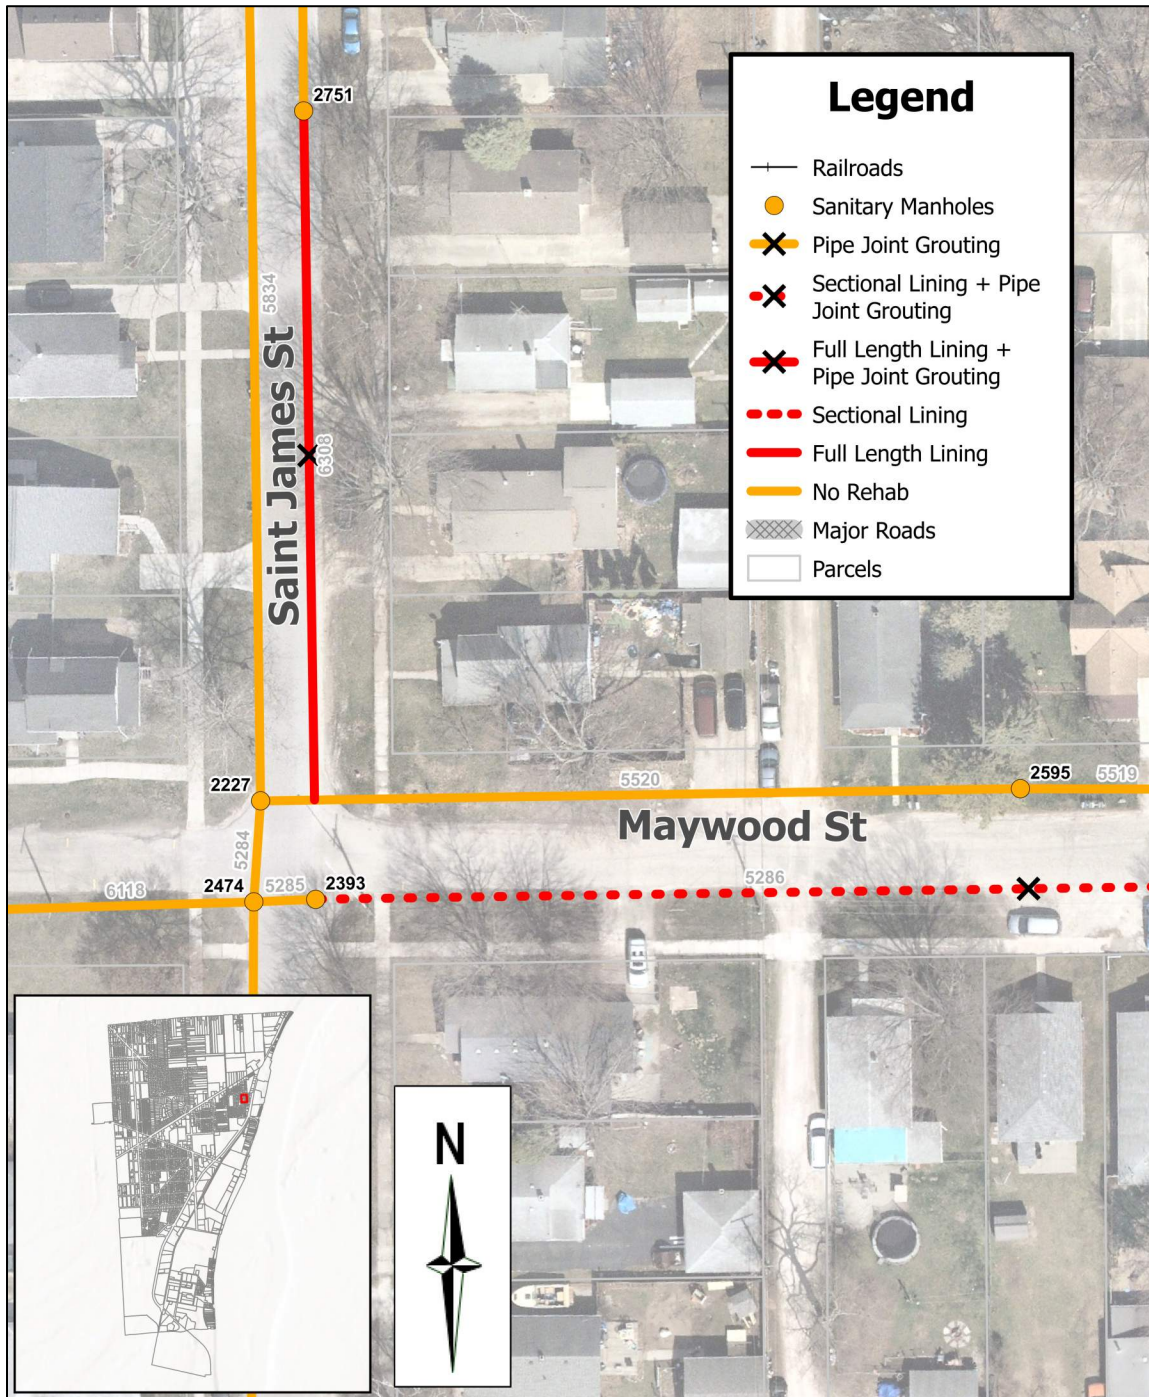 2751
Legend
Railroads
Sanitary Manholes
Pipe Joint Grouting
Sectional Lining + Pipe
Joint Grouting
Full Length Lining +
Pipe Joint Grouting
Sectional Lining
Full Length Lining
No Rehab
Major Roads
Parcels
5834
Saint James St
6308
2227
5520
2595
5519
Maywood St
5284
6118
2474
5285
2393
5286
N